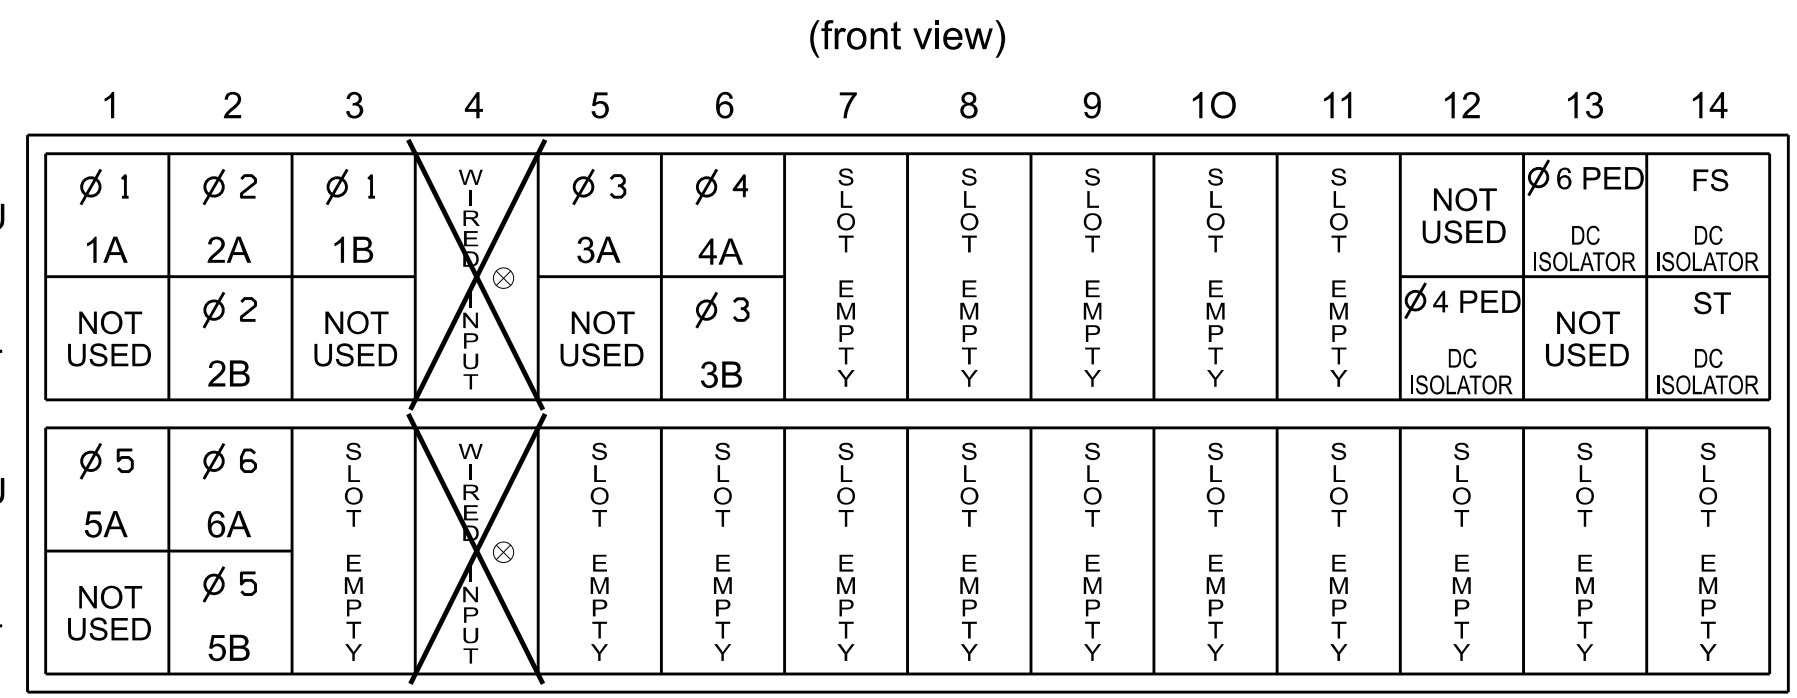 (front view)
1 2 3 4 5 6 7 8 9 10 11 12 13 14
U
Ø 1 Ø 2 Ø 1 WIRED INPUT Ø 3 Ø 4 SLOT EMPTY SLOT EMPTY SLOT EMPTY SLOT EMPTY SLOT EMPTY NOT USED Ø 6 PED FS
1A 2A 1B 3A 4A DC ISOLATOR DC ISOLATOR
NOT USED Ø 2 NOT USED NOT USED Ø 3 Ø 4 PED NOT USED ST
2B 3B DC ISOLATOR DC ISOLATOR
U
Ø 5 Ø 6 SLOT EMPTY WIRED INPUT SLOT EMPTY SLOT EMPTY SLOT EMPTY SLOT EMPTY SLOT EMPTY SLOT EMPTY SLOT EMPTY SLOT EMPTY SLOT EMPTY SLOT EMPTY
5A 6A
NOT USED Ø 5
5B